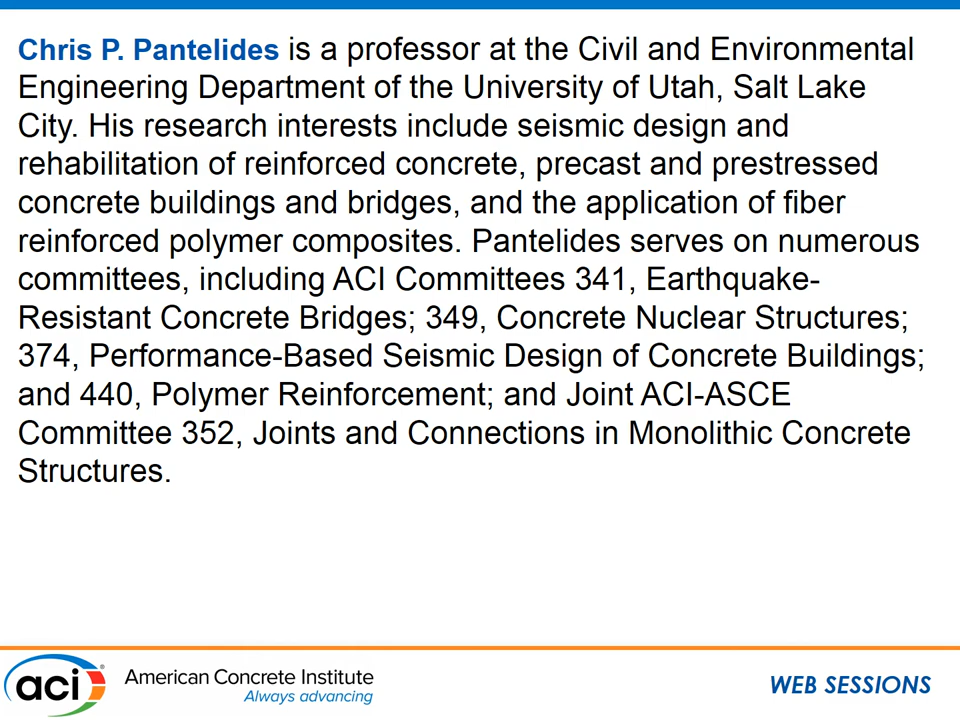 Chris P. Pantelides is a professor at the Civil and Environmental
Engineering Department of the University of Utah, Salt Lake
City. His research interests include seismic design and
rehabilitation of reinforced concrete, precast and prestressed
concrete buildings and bridges, and the application of fiber
reinforced polymer composites. Pantelides serves on numerous
committees, including ACI Committees 341, Earthquake-
Resistant Concrete Bridges; 349, Concrete Nuclear Structures;
374, Performance-Based Seismic Design of Concrete Buildings;
and 440, Polymer Reinforcement; and Joint ACI-ASCE
Committee 352, Joints and Connections in Monolithic Concrete
Structures.
aci®
American Concrete Institute
Always advancing
WEB SESSIONS